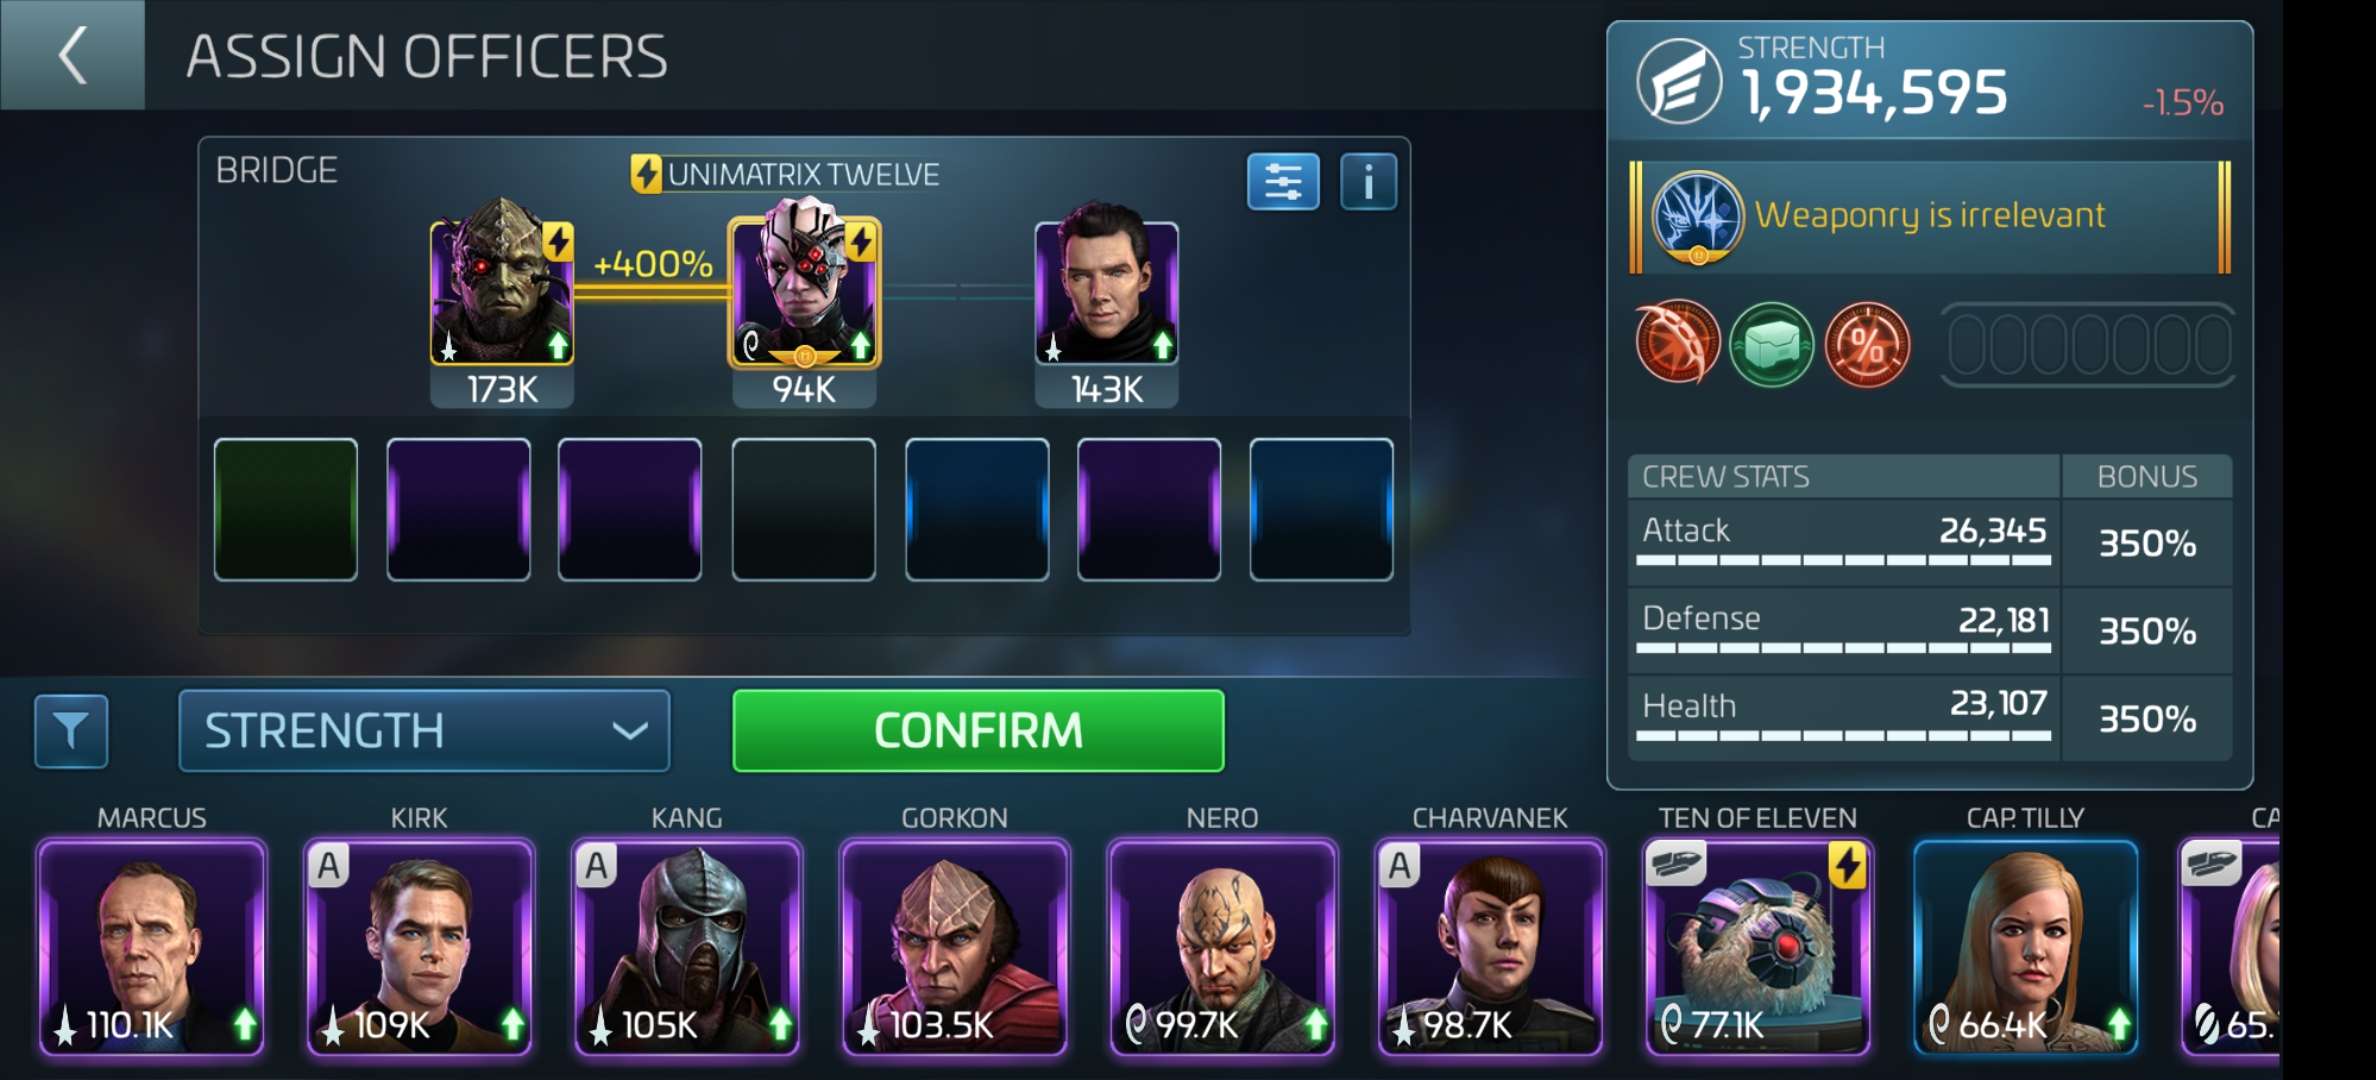 ASSIGN OFFICERS
BRIDGE
UNIMATRIX TWELVE
+400%
173K
94K
143K
STRENGTH
1,934,595
-1.5%
Weaponry is irrelevant
%
CREW STATS
BONUS
Attack
26,345
350%
Defense
22,181
350%
Health
23,107
350%
STRENGTH
CONFIRM
MARCUS
KIRK
KANG
GORKON
NERO
CHARVANEK
TEN OF ELEVEN
CAP. TILLY
CA
A
A
A
110.1K
109K
105K
103.5K
99.7K
98.7K
77.1K
66.4K
65.